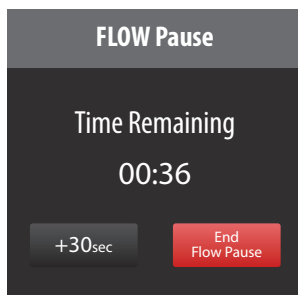 FLOW Pause
Time Remaining
00:36
+30sec
End
Flow Pause